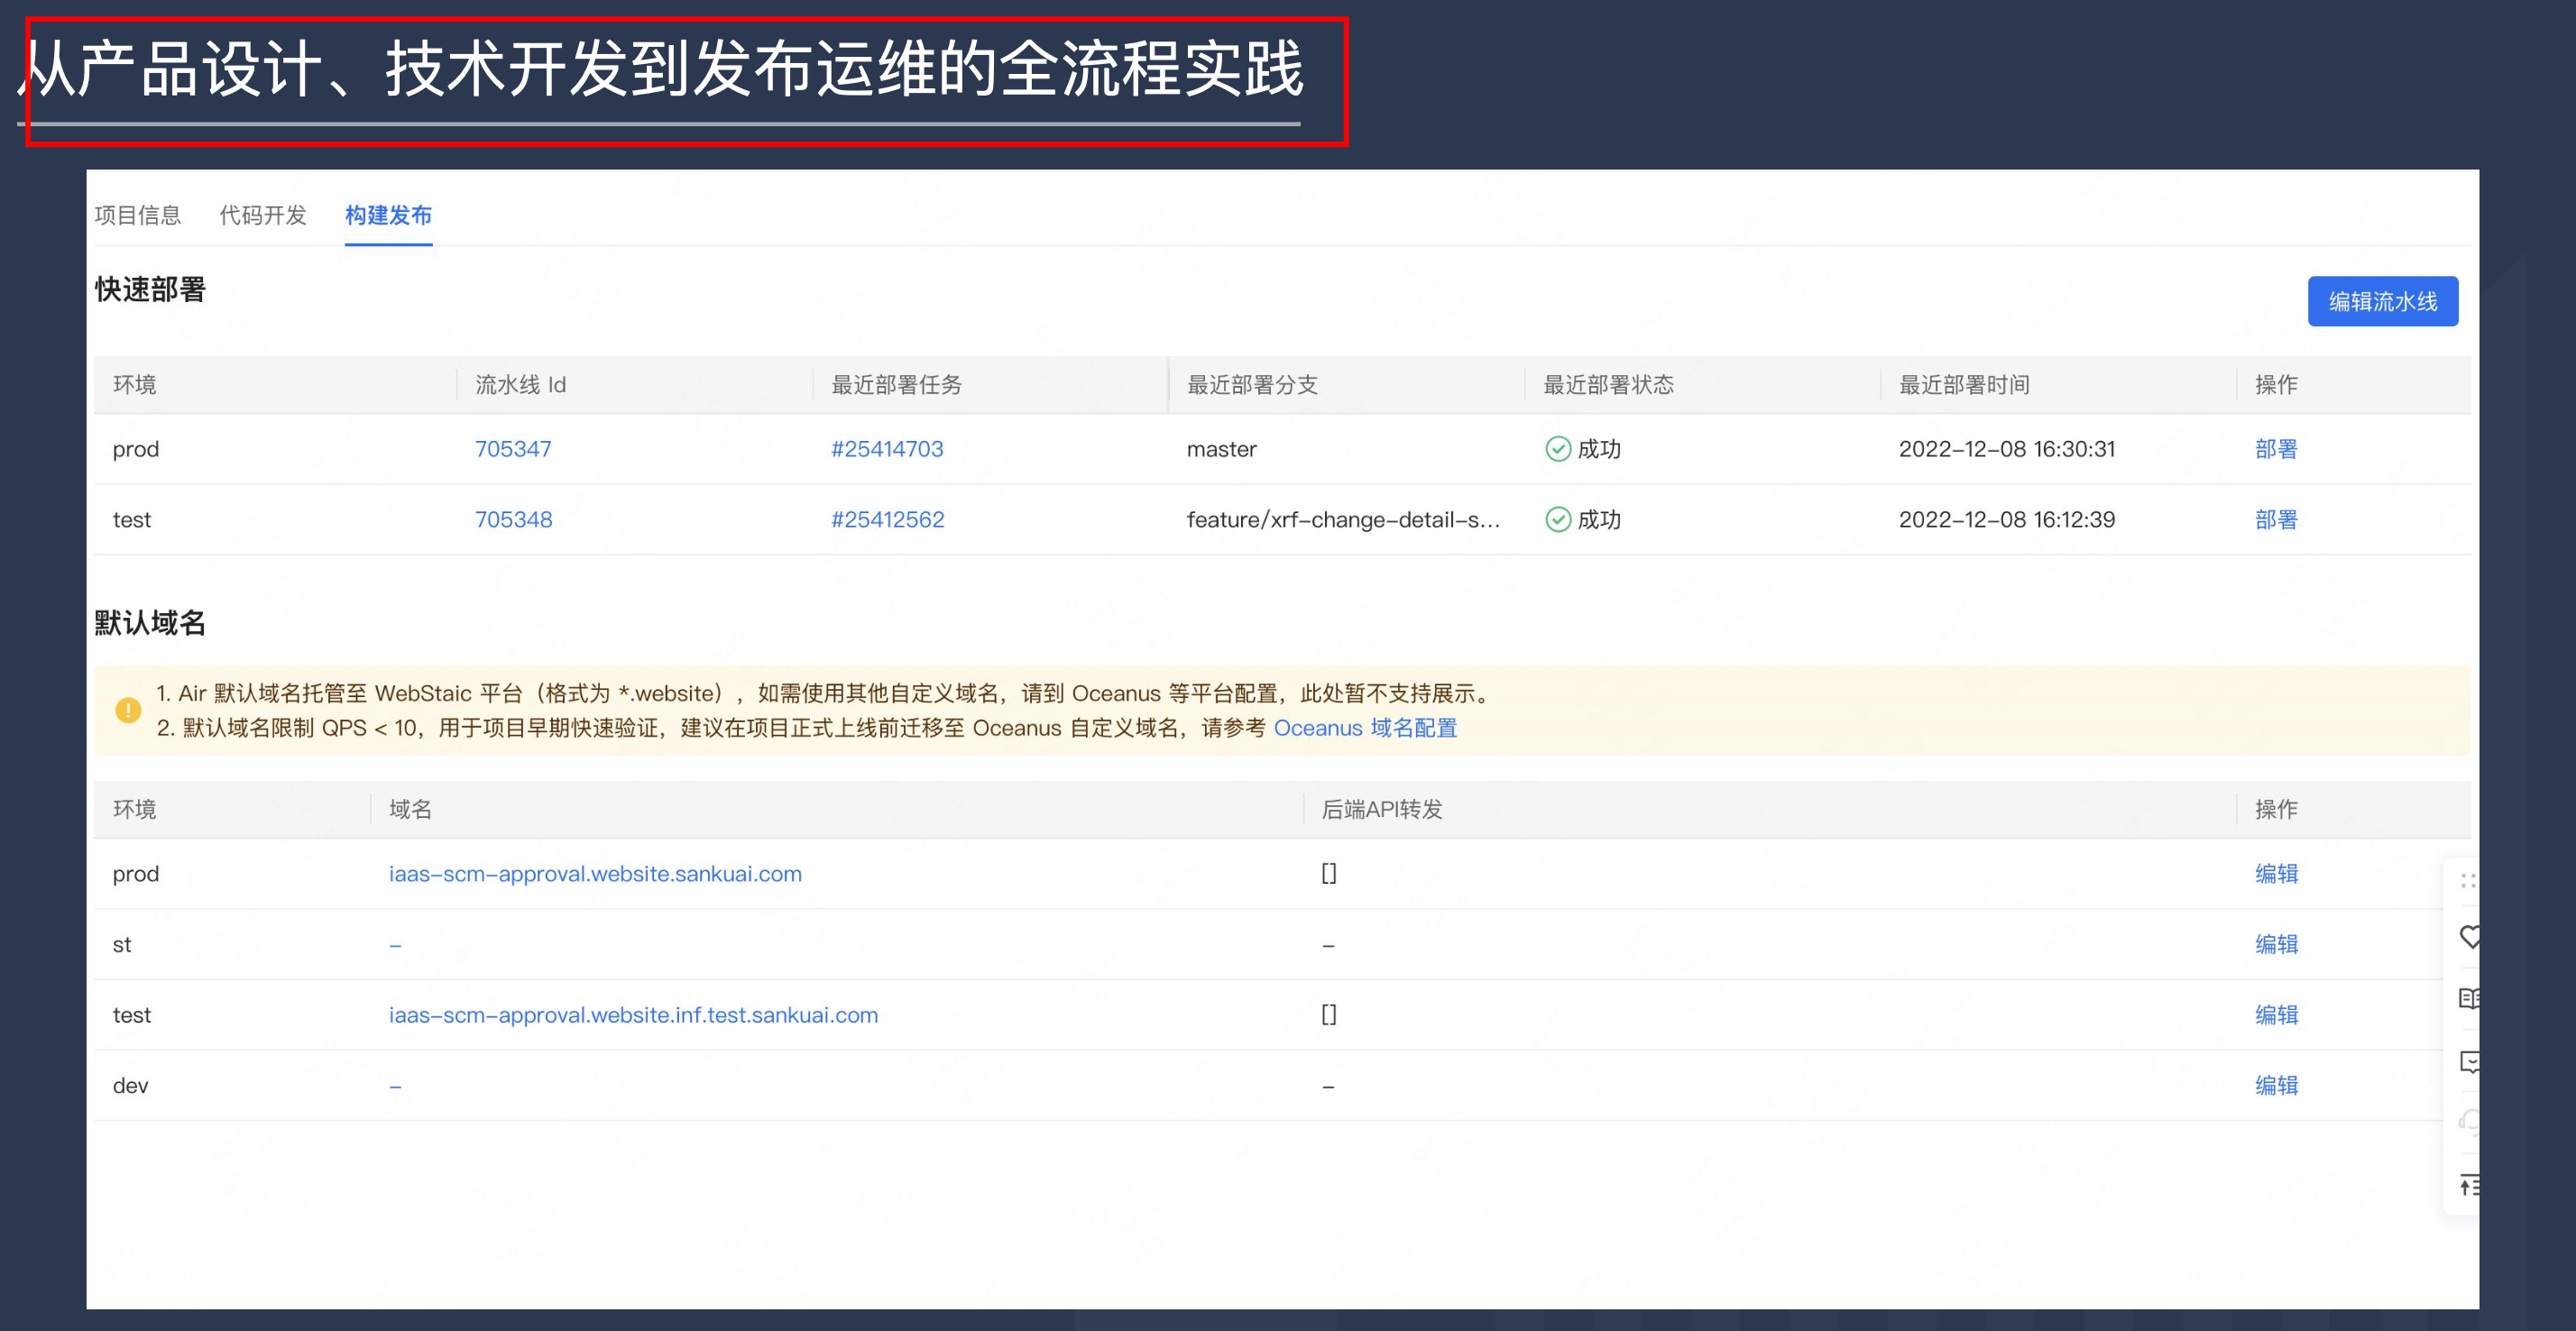 从产品设计、技术开发到发布运维的全流程实践
项目信息 代码开发 构建发布
快速部署
编辑流水线
环境 流水线 Id 最近部署任务 最近部署分支 最近部署状态 最近部署时间 操作
prod 705347 #25414703 master 成功 2022-12-08 16:30:31 部署
test 705348 #25412562 feature/xrf-change-detail-s... 成功 2022-12-08 16:12:39 部署
默认域名
1. Air 默认域名托管至 WebStaic 平台（格式为 *.website），如需使用其他自定义域名，请到 Oceanus 等平台配置，此处暂不支持展示。
2. 默认域名限制 QPS < 10，用于项目早期快速验证，建议在项目正式上线前迁移至 Oceanus 自定义域名，请参考 Oceanus 域名配置
环境 域名 后端API转发 操作
prod iaas-scm-approval.website.sankuai.com [] 编辑
st - - 编辑
test iaas-scm-approval.website.inf.test.sankuai.com [] 编辑
dev - - 编辑